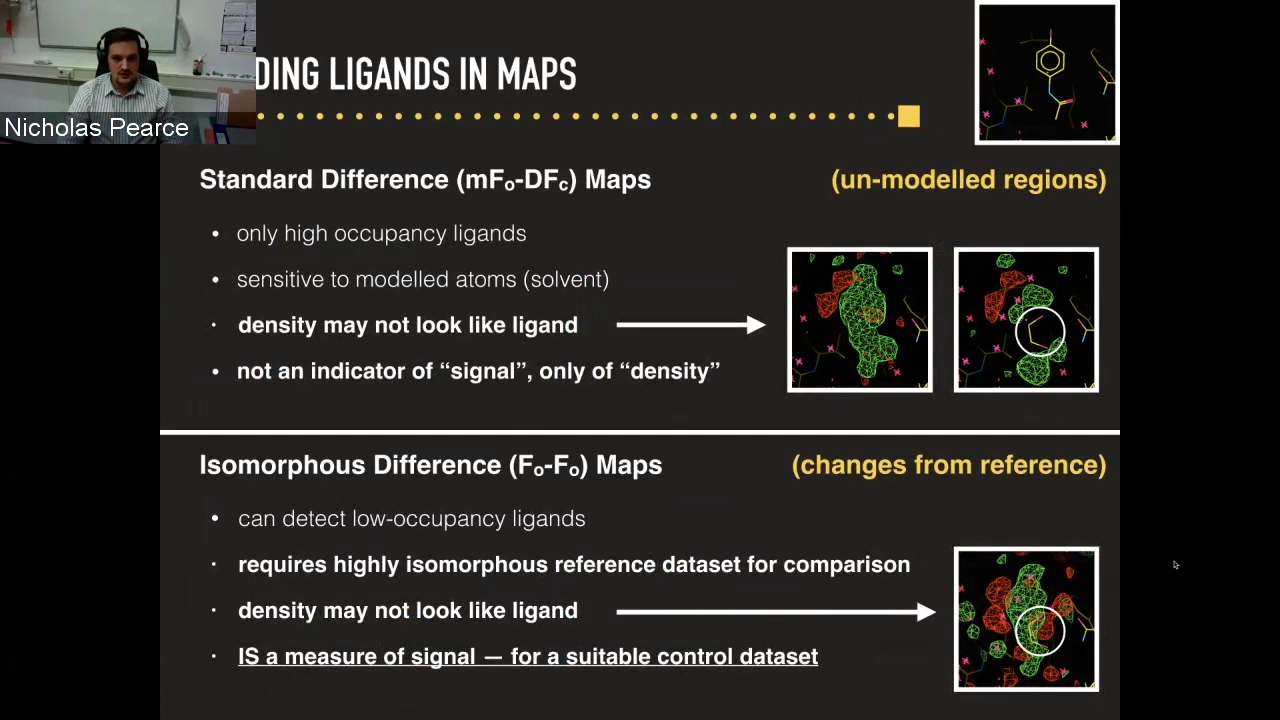 DING LIGANDS IN MAPS
Nicholas Pearce
Standard Difference (mFo-DFc) Maps (un-modelled regions)
• only high occupancy ligands
• sensitive to modelled atoms (solvent)
• density may not look like ligand
• not an indicator of “signal”, only of “density”
Isomorphous Difference (Fo-Fo) Maps (changes from reference)
• can detect low-occupancy ligands
• requires highly isomorphous reference dataset for comparison
• density may not look like ligand
• IS a measure of signal — for a suitable control dataset